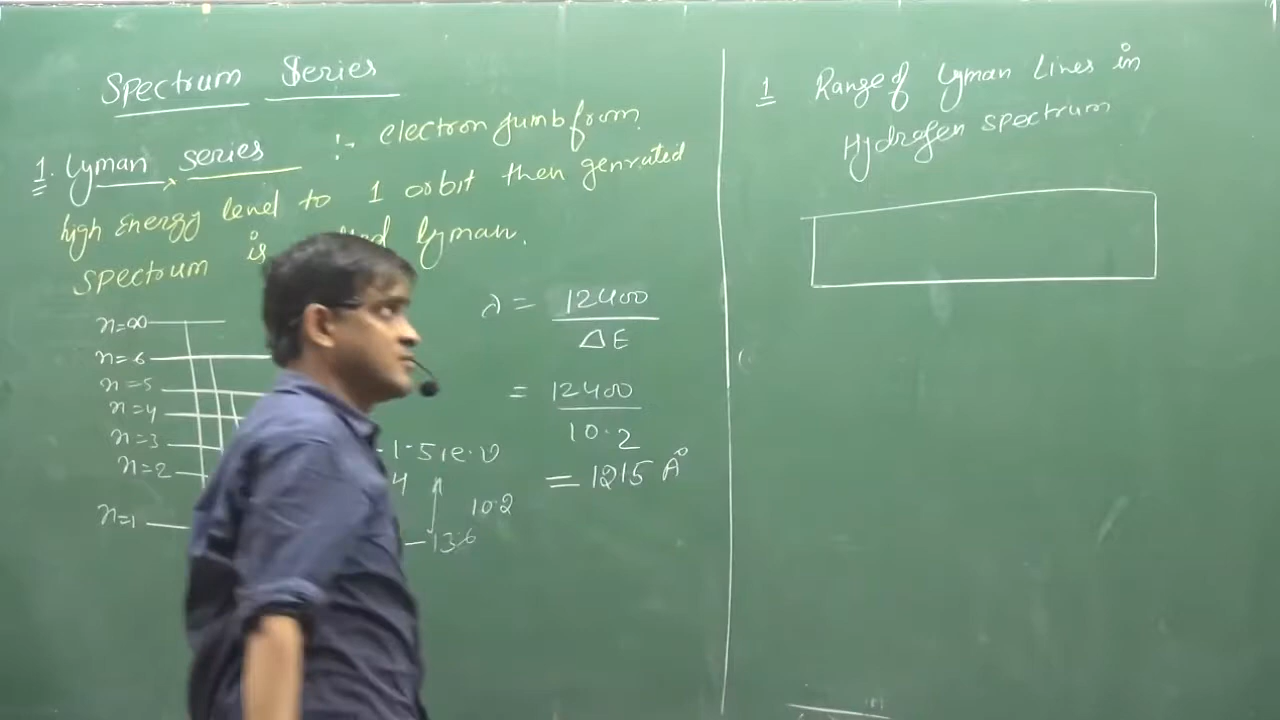 Spectrum Series
1. Lyman series :- electron Jumb from
high Energy level to 1 orbit then genrated
spectrum is Lyman.
n=∞
n=6
n=5
n=4
n=3
n=2
n=1
-1.51e.v
4
10.2
-13.6
λ = 12400
ΔE
= 12400
10.2
= 1215 A°
1 Range of Lyman Lines in
Hydrogen spectrum